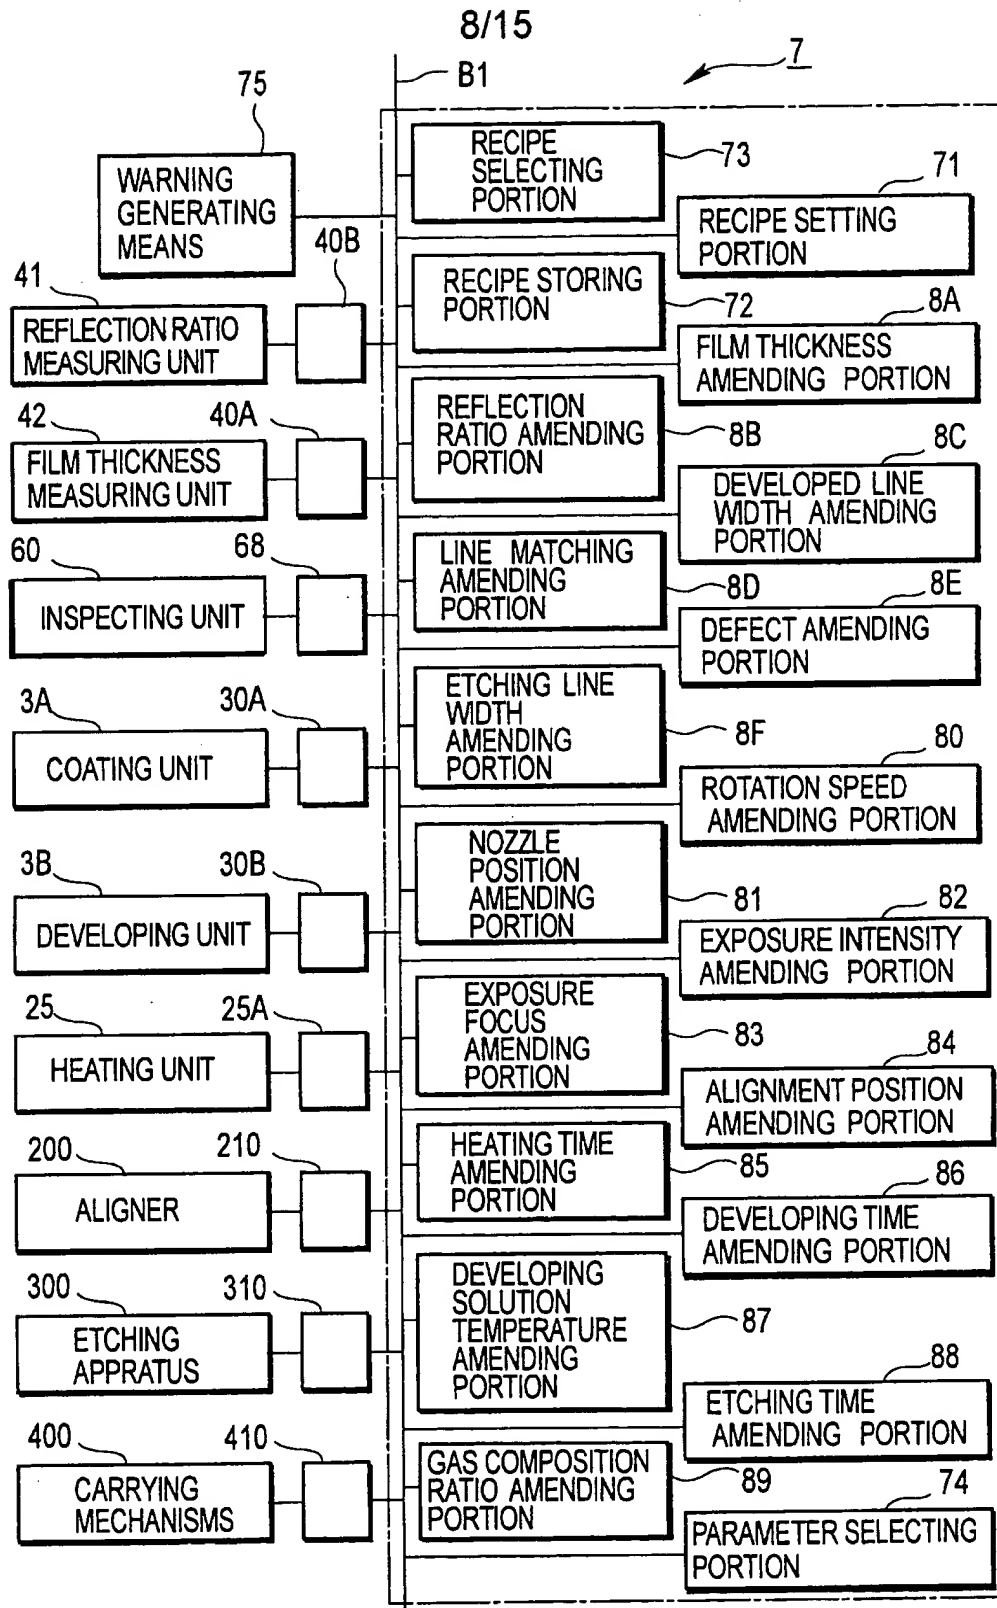 8/15
B1
7
75
WARNING
GENERATING
MEANS
RECIPE
SELECTING
PORTION
73
71
RECIPE SETTING
PORTION
40B
41
REFLECTION RATIO
MEASURING UNIT
RECIPE STORING
PORTION
72
8A
FILM THICKNESS
AMENDING PORTION
42
40A
FILM THICKNESS
MEASURING UNIT
REFLECTION
RATIO AMENDING
PORTION
8B
8C
DEVELOPED LINE
WIDTH AMENDING
PORTION
60
68
INSPECTING UNIT
LINE MATCHING
AMENDING
PORTION
8D
8E
DEFECT AMENDING
PORTION
3A
30A
COATING UNIT
ETCHING LINE
WIDTH
AMENDING
PORTION
8F
80
ROTATION SPEED
AMENDING PORTION
3B
30B
DEVELOPING UNIT
NOZZLE
POSITION
AMENDING
PORTION
81
82
EXPOSURE INTENSITY
AMENDING PORTION
25
25A
HEATING UNIT
EXPOSURE
FOCUS
AMENDING
PORTION
83
84
ALIGNMENT POSITION
AMENDING PORTION
200
210
ALIGNER
HEATING TIME
AMENDING
PORTION
85
86
DEVELOPING TIME
AMENDING PORTION
300
310
ETCHING
APPRATUS
DEVELOPING
SOLUTION
TEMPERATURE
AMENDING
PORTION
87
88
ETCHING TIME
AMENDING PORTION
400
410
CARRYING
MECHANISMS
GAS COMPOSITION
RATIO AMENDING
PORTION
89
74
PARAMETER SELECTING
PORTION